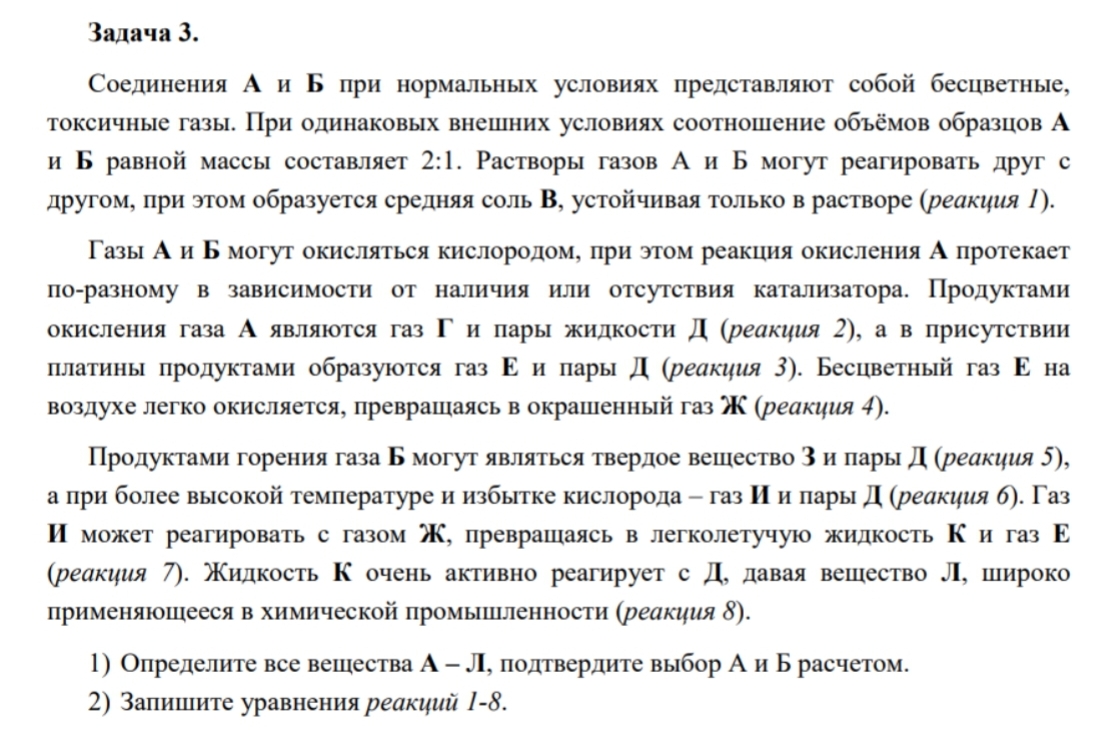 Задача 3.
Соединения А и Б при нормальных условиях представляют собой бесцветные,
токсичные газы. При одинаковых внешних условиях соотношение объёмов образцов А
и Б равной массы составляет 2:1. Растворы газов А и Б могут реагировать друг с
другом, при этом образуется средняя соль В, устойчивая только в растворе (реакция 1).
Газы А и Б могут окисляться кислородом, при этом реакция окисления А протекает
по-разному в зависимости от наличия или отсутствия катализатора. Продуктами
окисления газа А являются газ Г и пары жидкости Д (реакция 2), а в присутствии
платины продуктами образуются газ Е и пары Д (реакция 3). Бесцветный газ Е на
воздухе легко окисляется, превращаясь в окрашенный газ Ж (реакция 4).
Продуктами горения газа Б могут являться твердое вещество З и пары Д (реакция 5),
а при более высокой температуре и избытке кислорода – газ И и пары Д (реакция 6). Газ
И может реагировать с газом Ж, превращаясь в легколетучую жидкость К и газ Е
(реакция 7). Жидкость К очень активно реагирует с Д, давая вещество Л, широко
применяющееся в химической промышленности (реакция 8).
1) Определите все вещества А – Л, подтвердите выбор А и Б расчетом.
2) Запишите уравнения реакций 1-8.